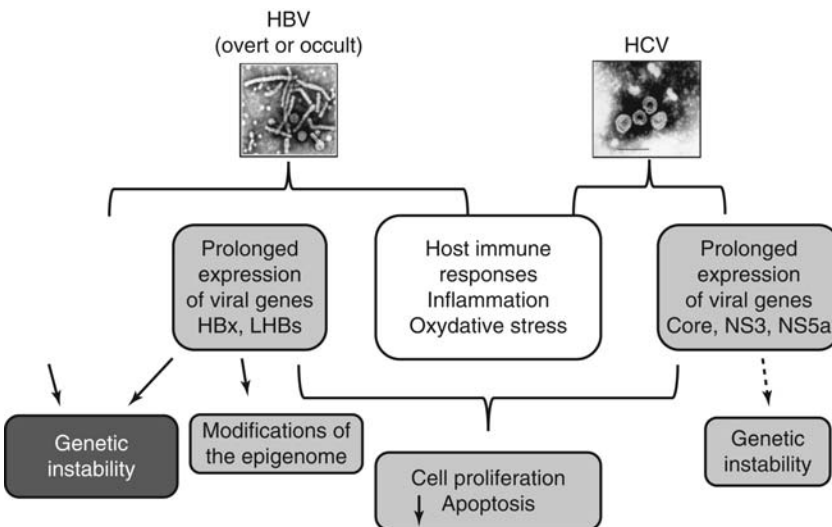 HBV
(overt or occult)
HCV
Prolonged
expression
of viral genes
HBx, LHBs
Host immune
responses
Inflammation
Oxydative stress
Prolonged
expression
of viral genes
Core, NS3, NS5a
Genetic
instability
Modifications of
the epigenome
Cell proliferation
Apoptosis
Genetic
instability